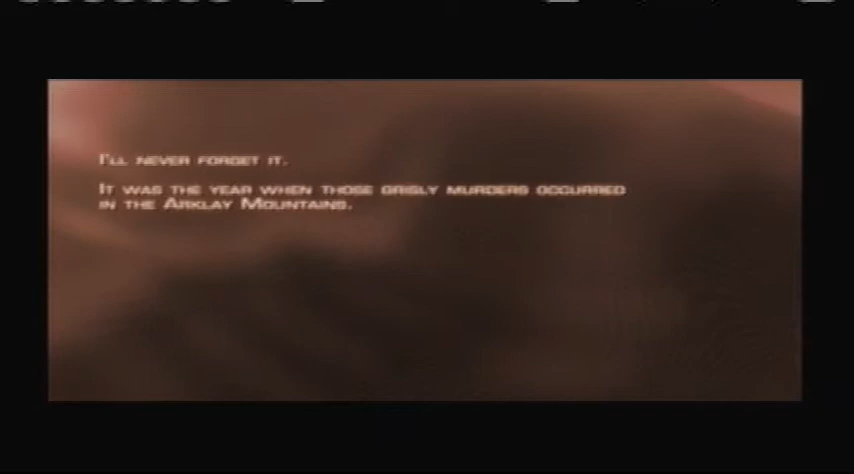 I'll never forget it.
It was the year when those grisly murders occurred
in the Arklay Mountains.